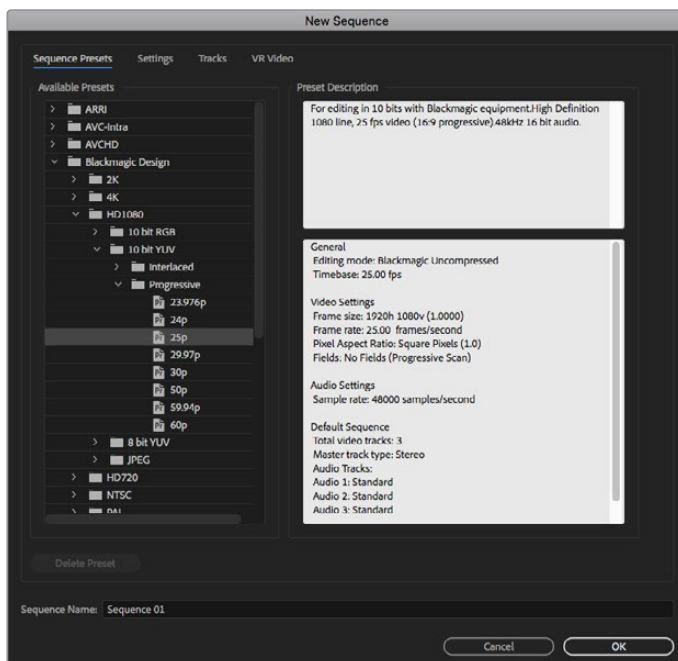 New Sequence
Sequence Presets Settings Tracks VR Video
Available Presets
ARRI
AVC-Intra
AVCHD
Blackmagic Design
2K
4K
HD1080
10 bit RGB
10 bit YUV
Interlaced
Progressive
23.976p
24p
25p
29.97p
30p
50p
59.94p
60p
8 bit YUV
JPEG
HD720
NTSC
PAL
Preset Description
For editing in 10 bits with Blackmagic equipment.High Definition
1080 line, 25 fps video (16:9 progressive).48kHz 16 bit audio.
General
Editing mode: Blackmagic Uncompressed
Timebase: 25.00 fps
Video Settings
Frame size: 1920h 1080v (1.0000)
Frame rate: 25.00 frames/second
Pixel Aspect Ratio: Square Pixels (1.0)
Fields: No Fields (Progressive Scan)
Audio Settings
Sample rate: 48000 samples/second
Default Sequence
Total video tracks: 3
Master track type: Stereo
Audio Tracks:
Audio 1: Standard
Audio 2: Standard
Audio 3: Standard
Delete Preset
Sequence Name: Sequence 01
Cancel OK